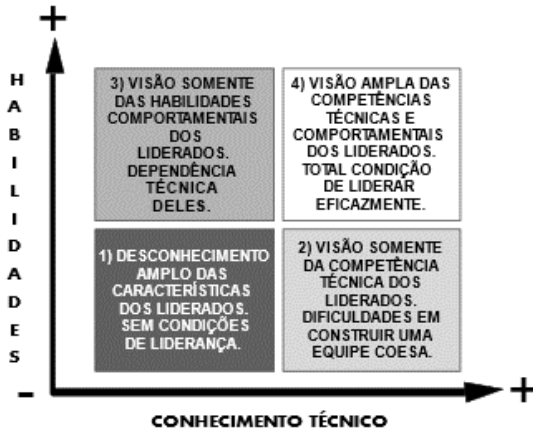 +
HABILIDADES
3) VISÃO SOMENTE
DAS HABILIDADES
COMPORTAMENTAIS
DOS
LIDERADOS.
DEPENDÊNCIA
TÉCNICA
DELES.
4) VISÃO AMPLA DAS
COMPETÊNCIAS
TÉCNICAS E
COMPORTAMENTAIS
DOS LIDERADOS.
TOTAL CONDIÇÃO
DE LIDERAR
EFICAZMENTE.
1) DESCONHECIMENTO
AMPLO DAS
CARACTERÍSTICAS
DOS LIDERADOS.
SEM CONDIÇÕES
DE LIDERANÇA.
2) VISÃO SOMENTE
DA COMPETÊNCIA
TÉCNICA DOS
LIDERADOS.
DIFICULDADES EM
CONSTRUIR UMA
EQUIPE COESA.
- +
CONHECIMENTO TÉCNICO